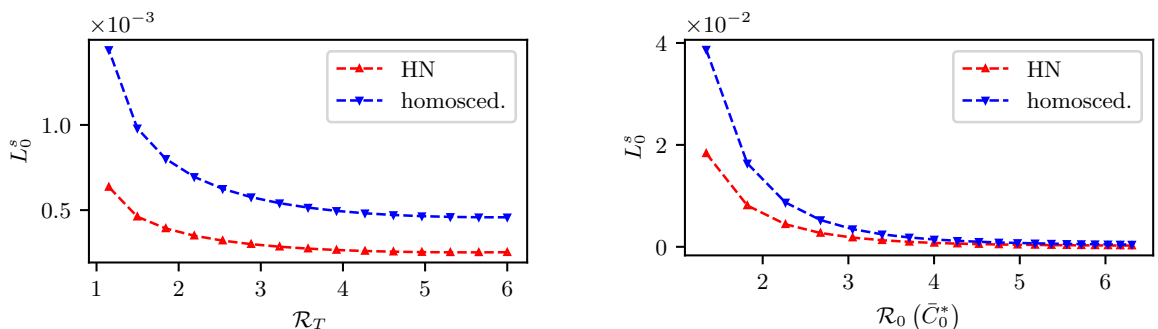 ×10⁻³
1.0
0.5
L₀ˢ
HN
homosced.
1 2 3 4 5 6
ℛ_T
×10⁻²
4
2
0
L₀ˢ
HN
homosced.
2 3 4 5 6
ℛ₀ (C̄₀*)